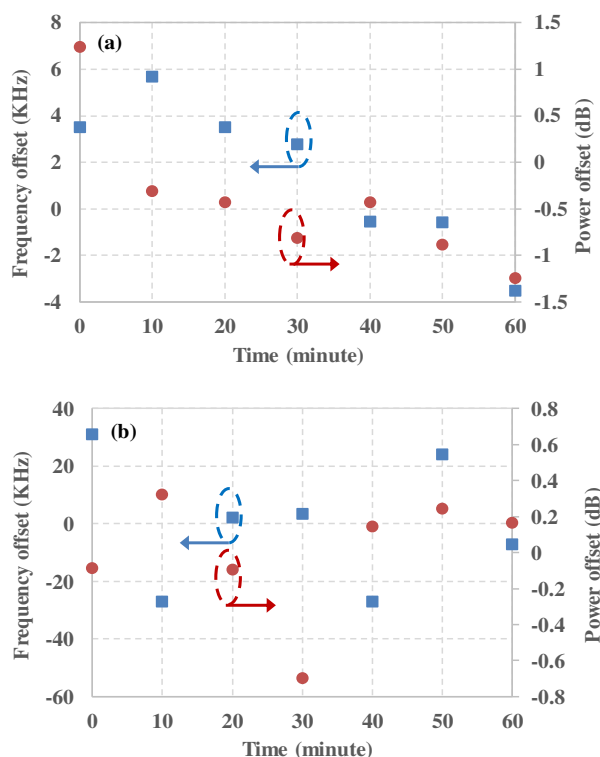 (a)
Frequency offset (KHz)
8
6
4
2
0
-2
-4
1.5
1
0.5
0
-0.5
-1
-1.5
Power offset (dB)
0 10 20 30 40 50 60
Time (minute)
(b)
Frequency offset (KHz)
40
20
0
-20
-40
-60
0.8
0.6
0.4
0.2
0
-0.2
-0.4
-0.6
-0.8
Power offset (dB)
0 10 20 30 40 50 60
Time (minute)